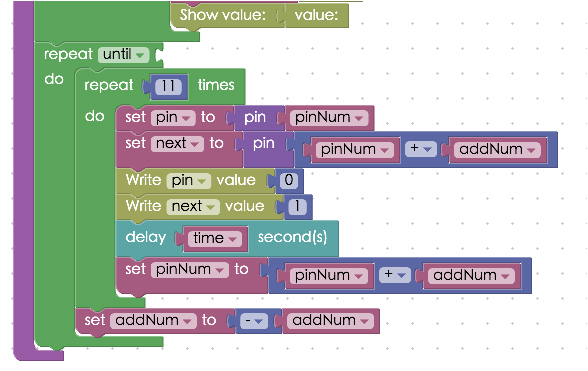 Show value: value:
repeat until
do repeat 11 times
do set pin to pin pinNum
set next to pin pinNum + addNum
Write pin value 0
Write next value 1
delay time second(s)
set pinNum to pinNum + addNum
set addNum to - addNum